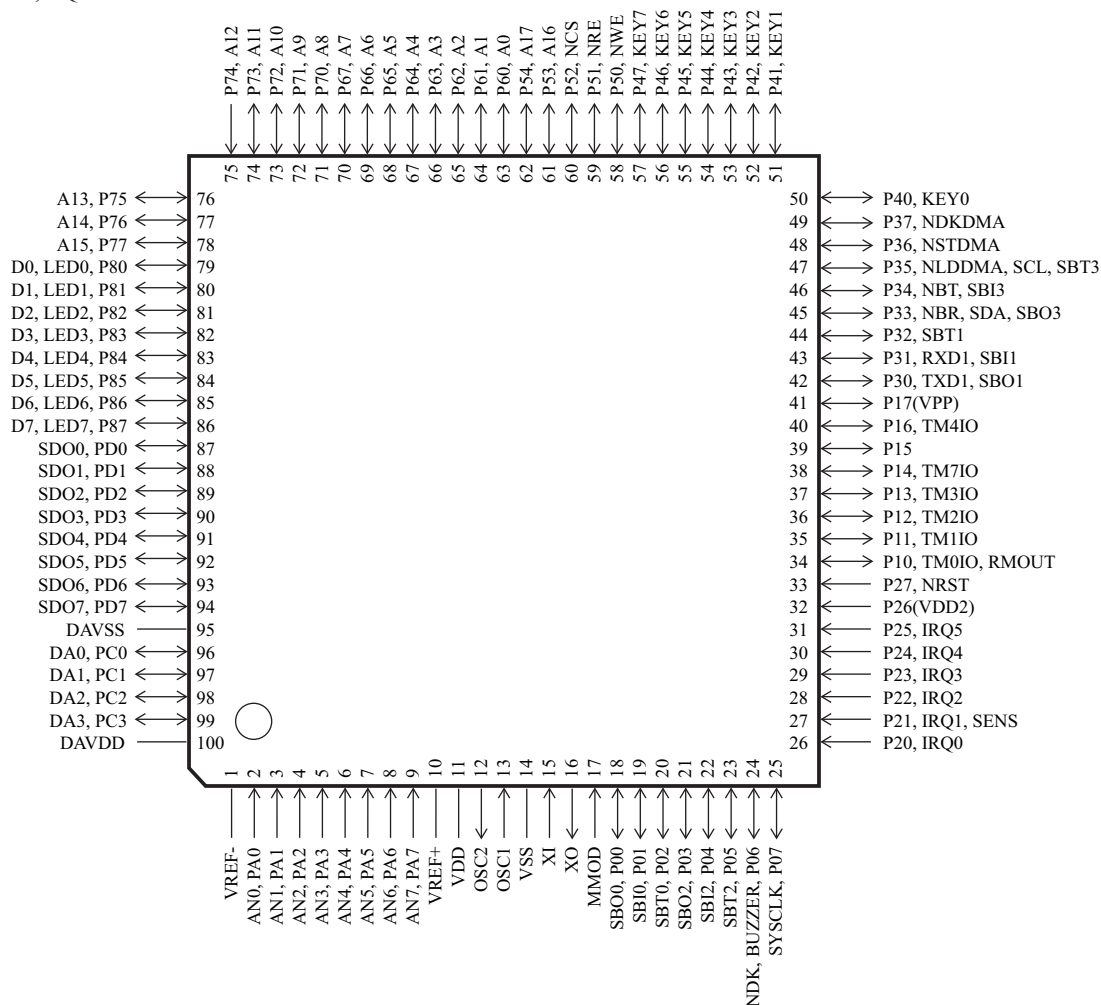 P74, A12
P73, A11
P72, A10
P71, A9
P70, A8
P67, A7
P66, A6
P65, A5
P64, A4
P63, A3
P62, A2
P61, A1
P60, A0
P54, A17
P53, A16
P52, NCS
P51, NRE
P50, NWE
P47, KEY7
P46, KEY6
P45, KEY5
P44, KEY4
P43, KEY3
P42, KEY2
P41, KEY1
75 74 73 72 71 70 69 68 67 66 65 64 63 62 61 60 59 58 57 56 55 54 53 52 51
A13, P75 76
A14, P76 77
A15, P77 78
D0, LED0, P80 79
D1, LED1, P81 80
D2, LED2, P82 81
D3, LED3, P83 82
D4, LED4, P84 83
D5, LED5, P85 84
D6, LED6, P86 85
D7, LED7, P87 86
SDO0, PD0 87
SDO1, PD1 88
SDO2, PD2 89
SDO3, PD3 90
SDO4, PD4 91
SDO5, PD5 92
SDO6, PD6 93
SDO7, PD7 94
DAVSS 95
DA0, PC0 96
DA1, PC1 97
DA2, PC2 98
DA3, PC3 99
DAVDD 100
50 P40, KEY0
49 P37, NDKDMA
48 P36, NSTDMA
47 P35, NLDDMA, SCL, SBT3
46 P34, NBT, SBI3
45 P33, NBR, SDA, SBO3
44 P32, SBT1
43 P31, RXD1, SBI1
42 P30, TXD1, SBO1
41 P17(VPP)
40 P16, TM4IO
39 P15
38 P14, TM7IO
37 P13, TM3IO
36 P12, TM2IO
35 P11, TM1IO
34 P10, TM0IO, RMOUT
33 P27, NRST
32 P26(VDD2)
31 P25, IRQ5
30 P24, IRQ4
29 P23, IRQ3
28 P22, IRQ2
27 P21, IRQ1, SENS
26 P20, IRQ0
1 2 3 4 5 6 7 8 9 10 11 12 13 14 15 16 17 18 19 20 21 22 23 24 25
VREF-
AN0, PA0
AN1, PA1
AN2, PA2
AN3, PA3
AN4, PA4
AN5, PA5
AN6, PA6
AN7, PA7
VREF+
VDD
OSC2
OSC1
VSS
XI
XO
MMOD
SBO0, P00
SBI0, P01
SBT0, P02
SBO2, P03
SBI2, P04
SBT2, P05
NDK, BUZZER, P06
SYSCLK, P07